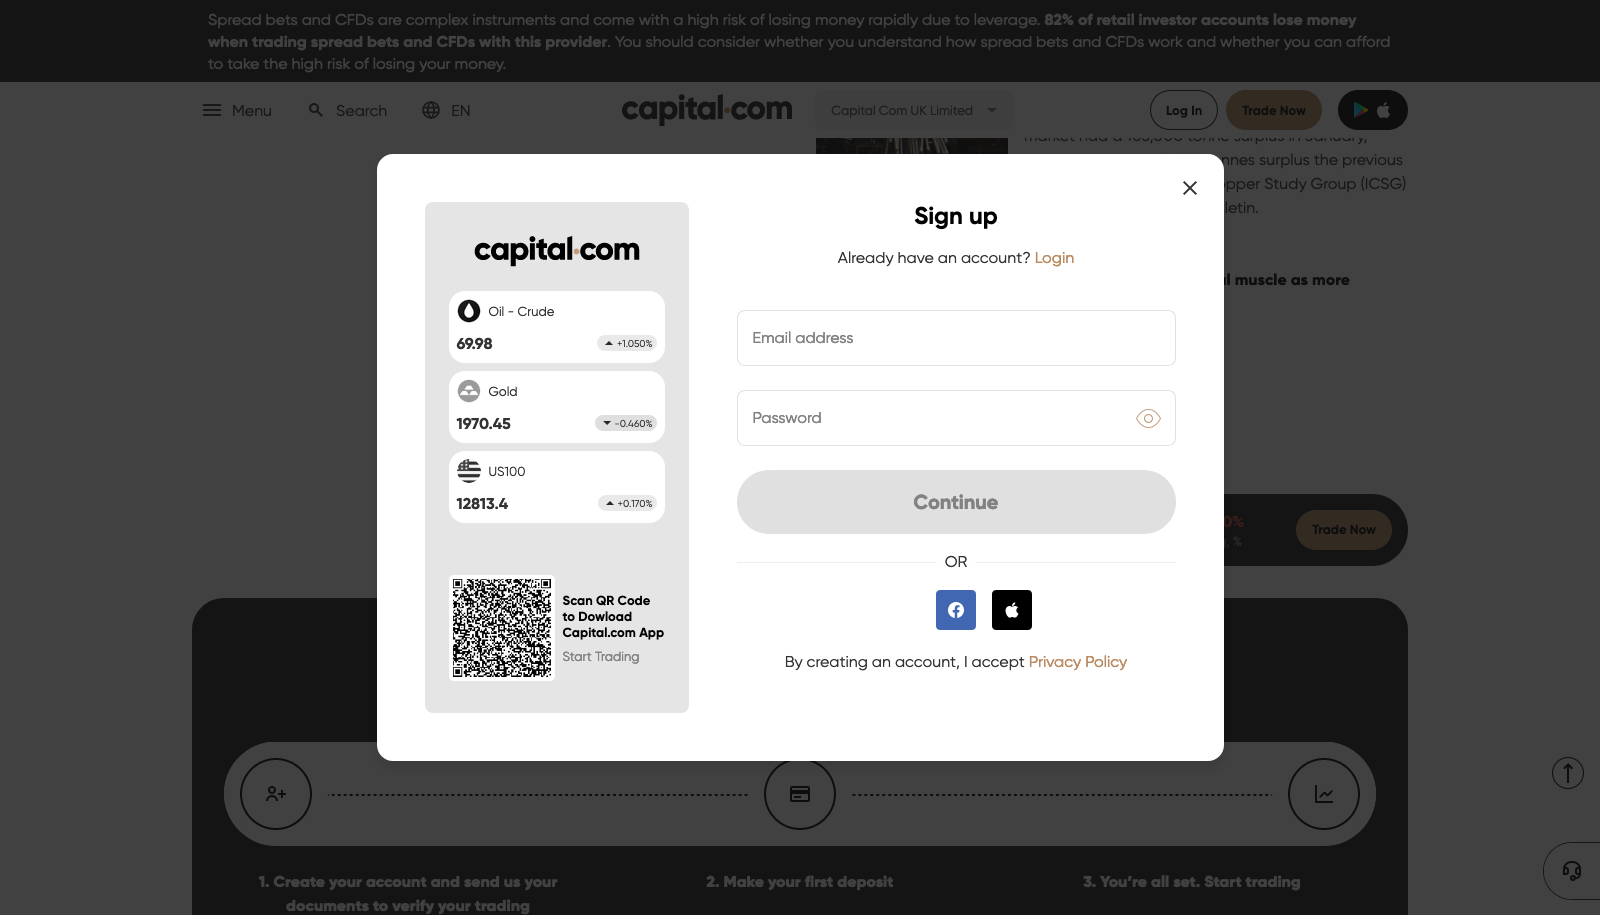 Spread bets and CFDs are complex instruments and come with a high risk of losing money rapidly due to leverage. 82% of retail investor accounts lose money
when trading spread bets and CFDs with this provider. You should consider whether you understand how spread bets and CFDs work and whether you can afford
to take the high risk of losing your money.
Menu
Search
EN
capital.com
Capital Com UK Limited
Log In
Trade Now
nnes surplus the previous
pper Study Group (ICSG)
letin.
l muscle as more
capital.com
Oil - Crude
69.98
+1.050%
Gold
1970.45
-0.460%
US100
12813.4
+0.170%
Scan QR Code
to Dowload
Capital.com App
Start Trading
Sign up
Already have an account? Login
Email address
Password
Continue
OR
By creating an account, I accept Privacy Policy
0%
%
Trade Now
1. Create your account and send us your
documents to verify your trading
2. Make your first deposit
3. You're all set. Start trading